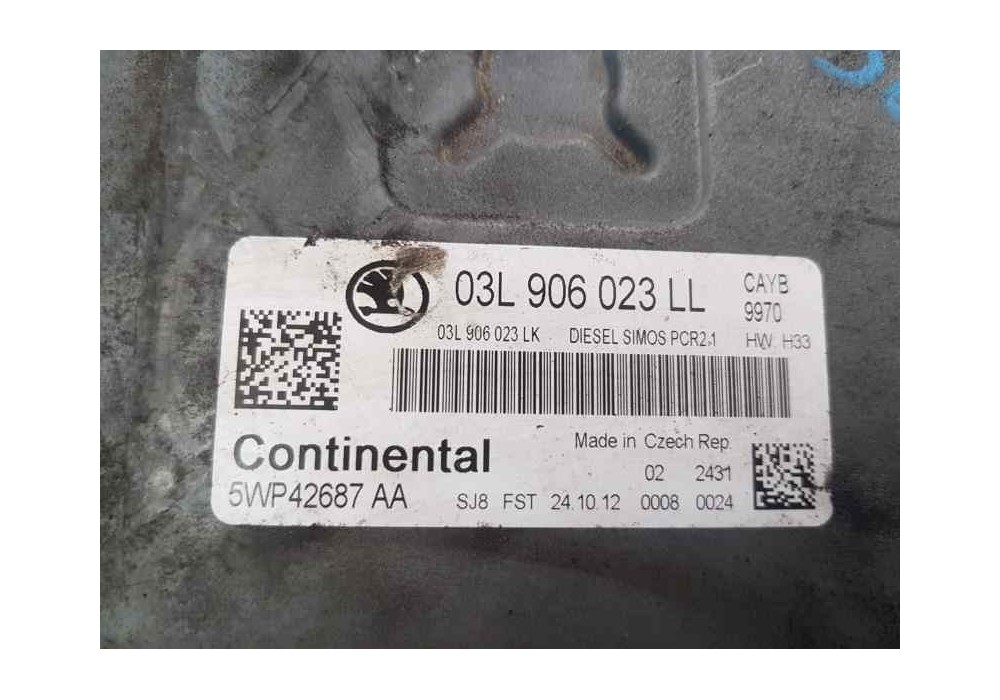 03L 906 023 LL
CAYB
9970
03L 906 023 LK DIESEL SIMOS PCR2.1 HW H33
Continental
Made in Czech Rep.
02 2431
5WP42687 AA
SJ8 FST 24.10.12 0008 0024